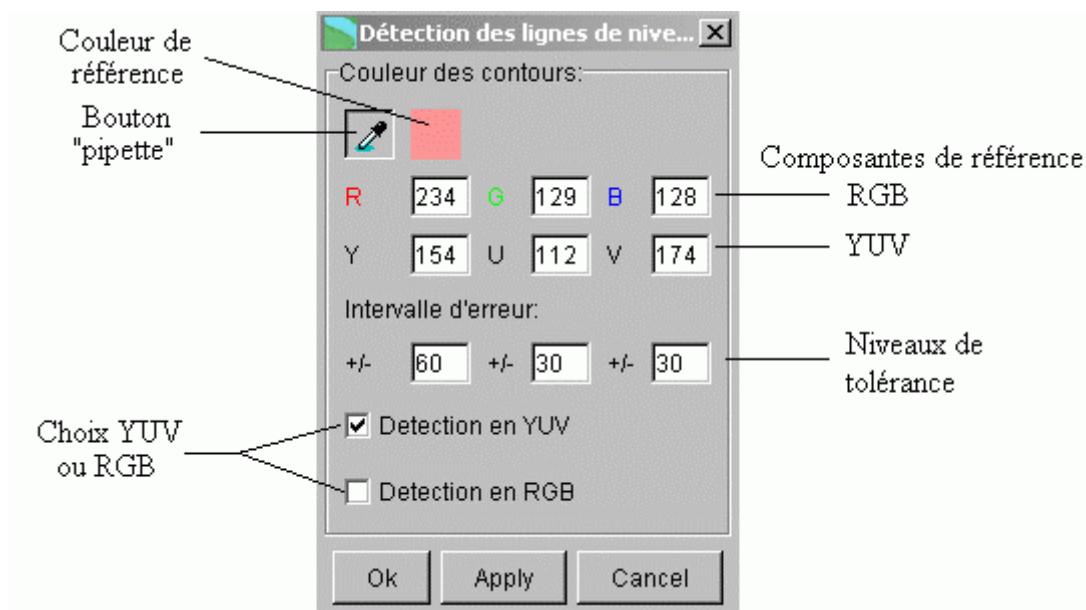 Détection des lignes de nive...
Couleur de
référence
Couleur des contours:
Bouton
"pipette"
Composantes de référence
R 234 G 129 B 128
RGB
Y 154 U 112 V 174
YUV
Intervalle d'erreur:
+/- 60 +/- 30 +/- 30
Niveaux de
tolérance
Choix YUV
ou RGB
Detection en YUV
Detection en RGB
Ok Apply Cancel